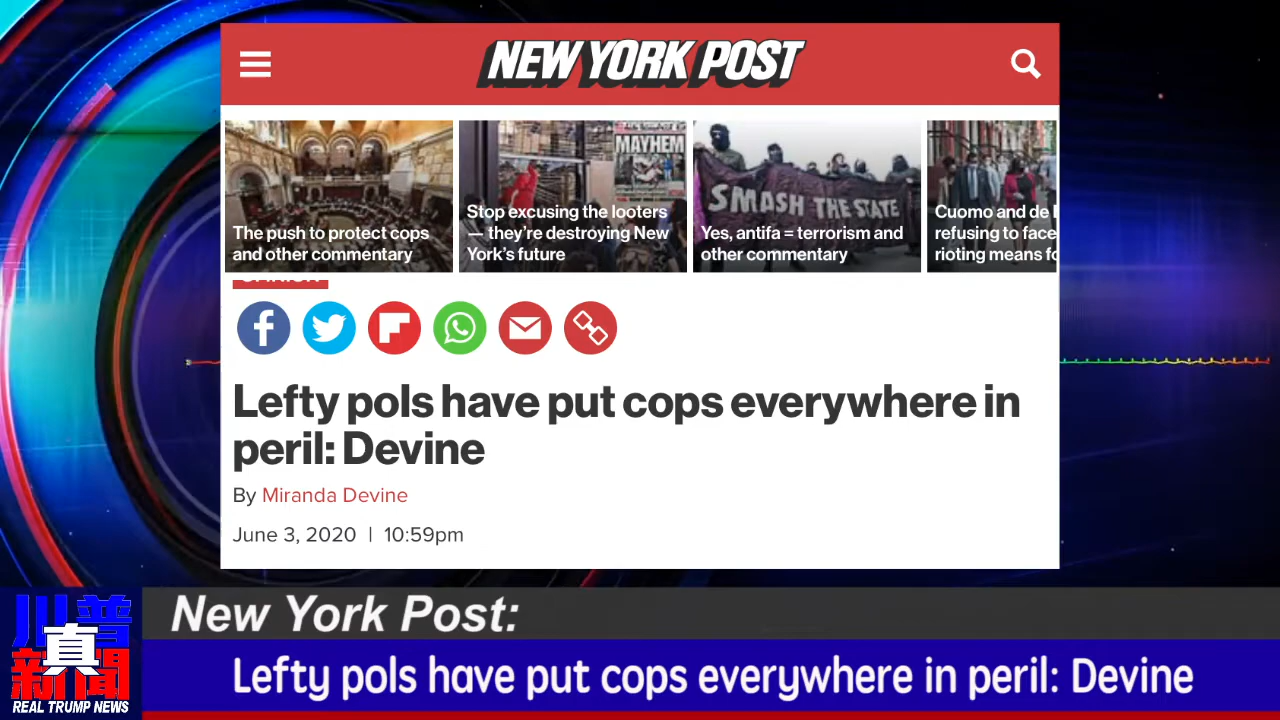 NEW YORK POST
MAYHEM
SMASH THE STATE
The push to protect cops
and other commentary
Stop excusing the looters
— they're destroying New
York's future
Yes, antifa = terrorism and
other commentary
Cuomo and de
refusing to face
rioting means
OPINION
Lefty pols have put cops everywhere in
peril: Devine
By Miranda Devine
June 3, 2020 | 10:59pm
New York Post:
Lefty pols have put cops everywhere in peril: Devine
川普
真
新聞
REAL TRUMP NEWS